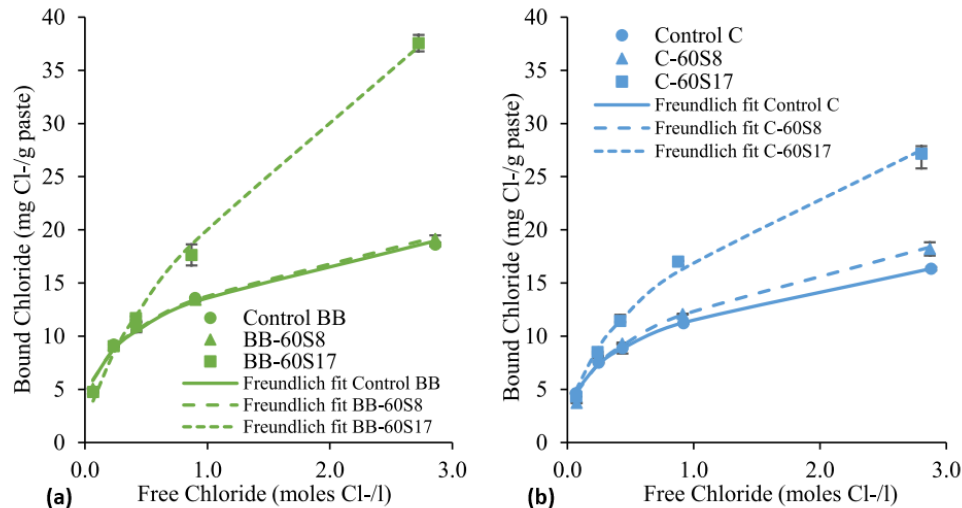 40
35
30
25
20
15
10
5
0
Bound Chloride (mg Cl-/g paste)
Control BB
BB-60S8
BB-60S17
Freundlich fit Control BB
Freundlich fit BB-60S8
Freundlich fit BB-60S17
0.0 1.0 2.0 3.0
(a) Free Chloride (moles Cl-/l)
40
35
30
25
20
15
10
5
0
Bound Chloride (mg Cl-/g paste)
Control C
C-60S8
C-60S17
Freundlich fit Control C
Freundlich fit C-60S8
Freundlich fit C-60S17
0.0 1.0 2.0 3.0
(b) Free Chloride (moles Cl-/l)